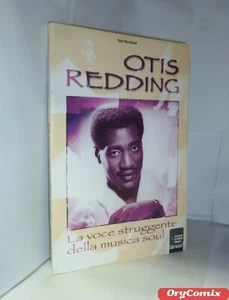 OTIS
REDDING
La voce struggente
della musica soul
OryComix